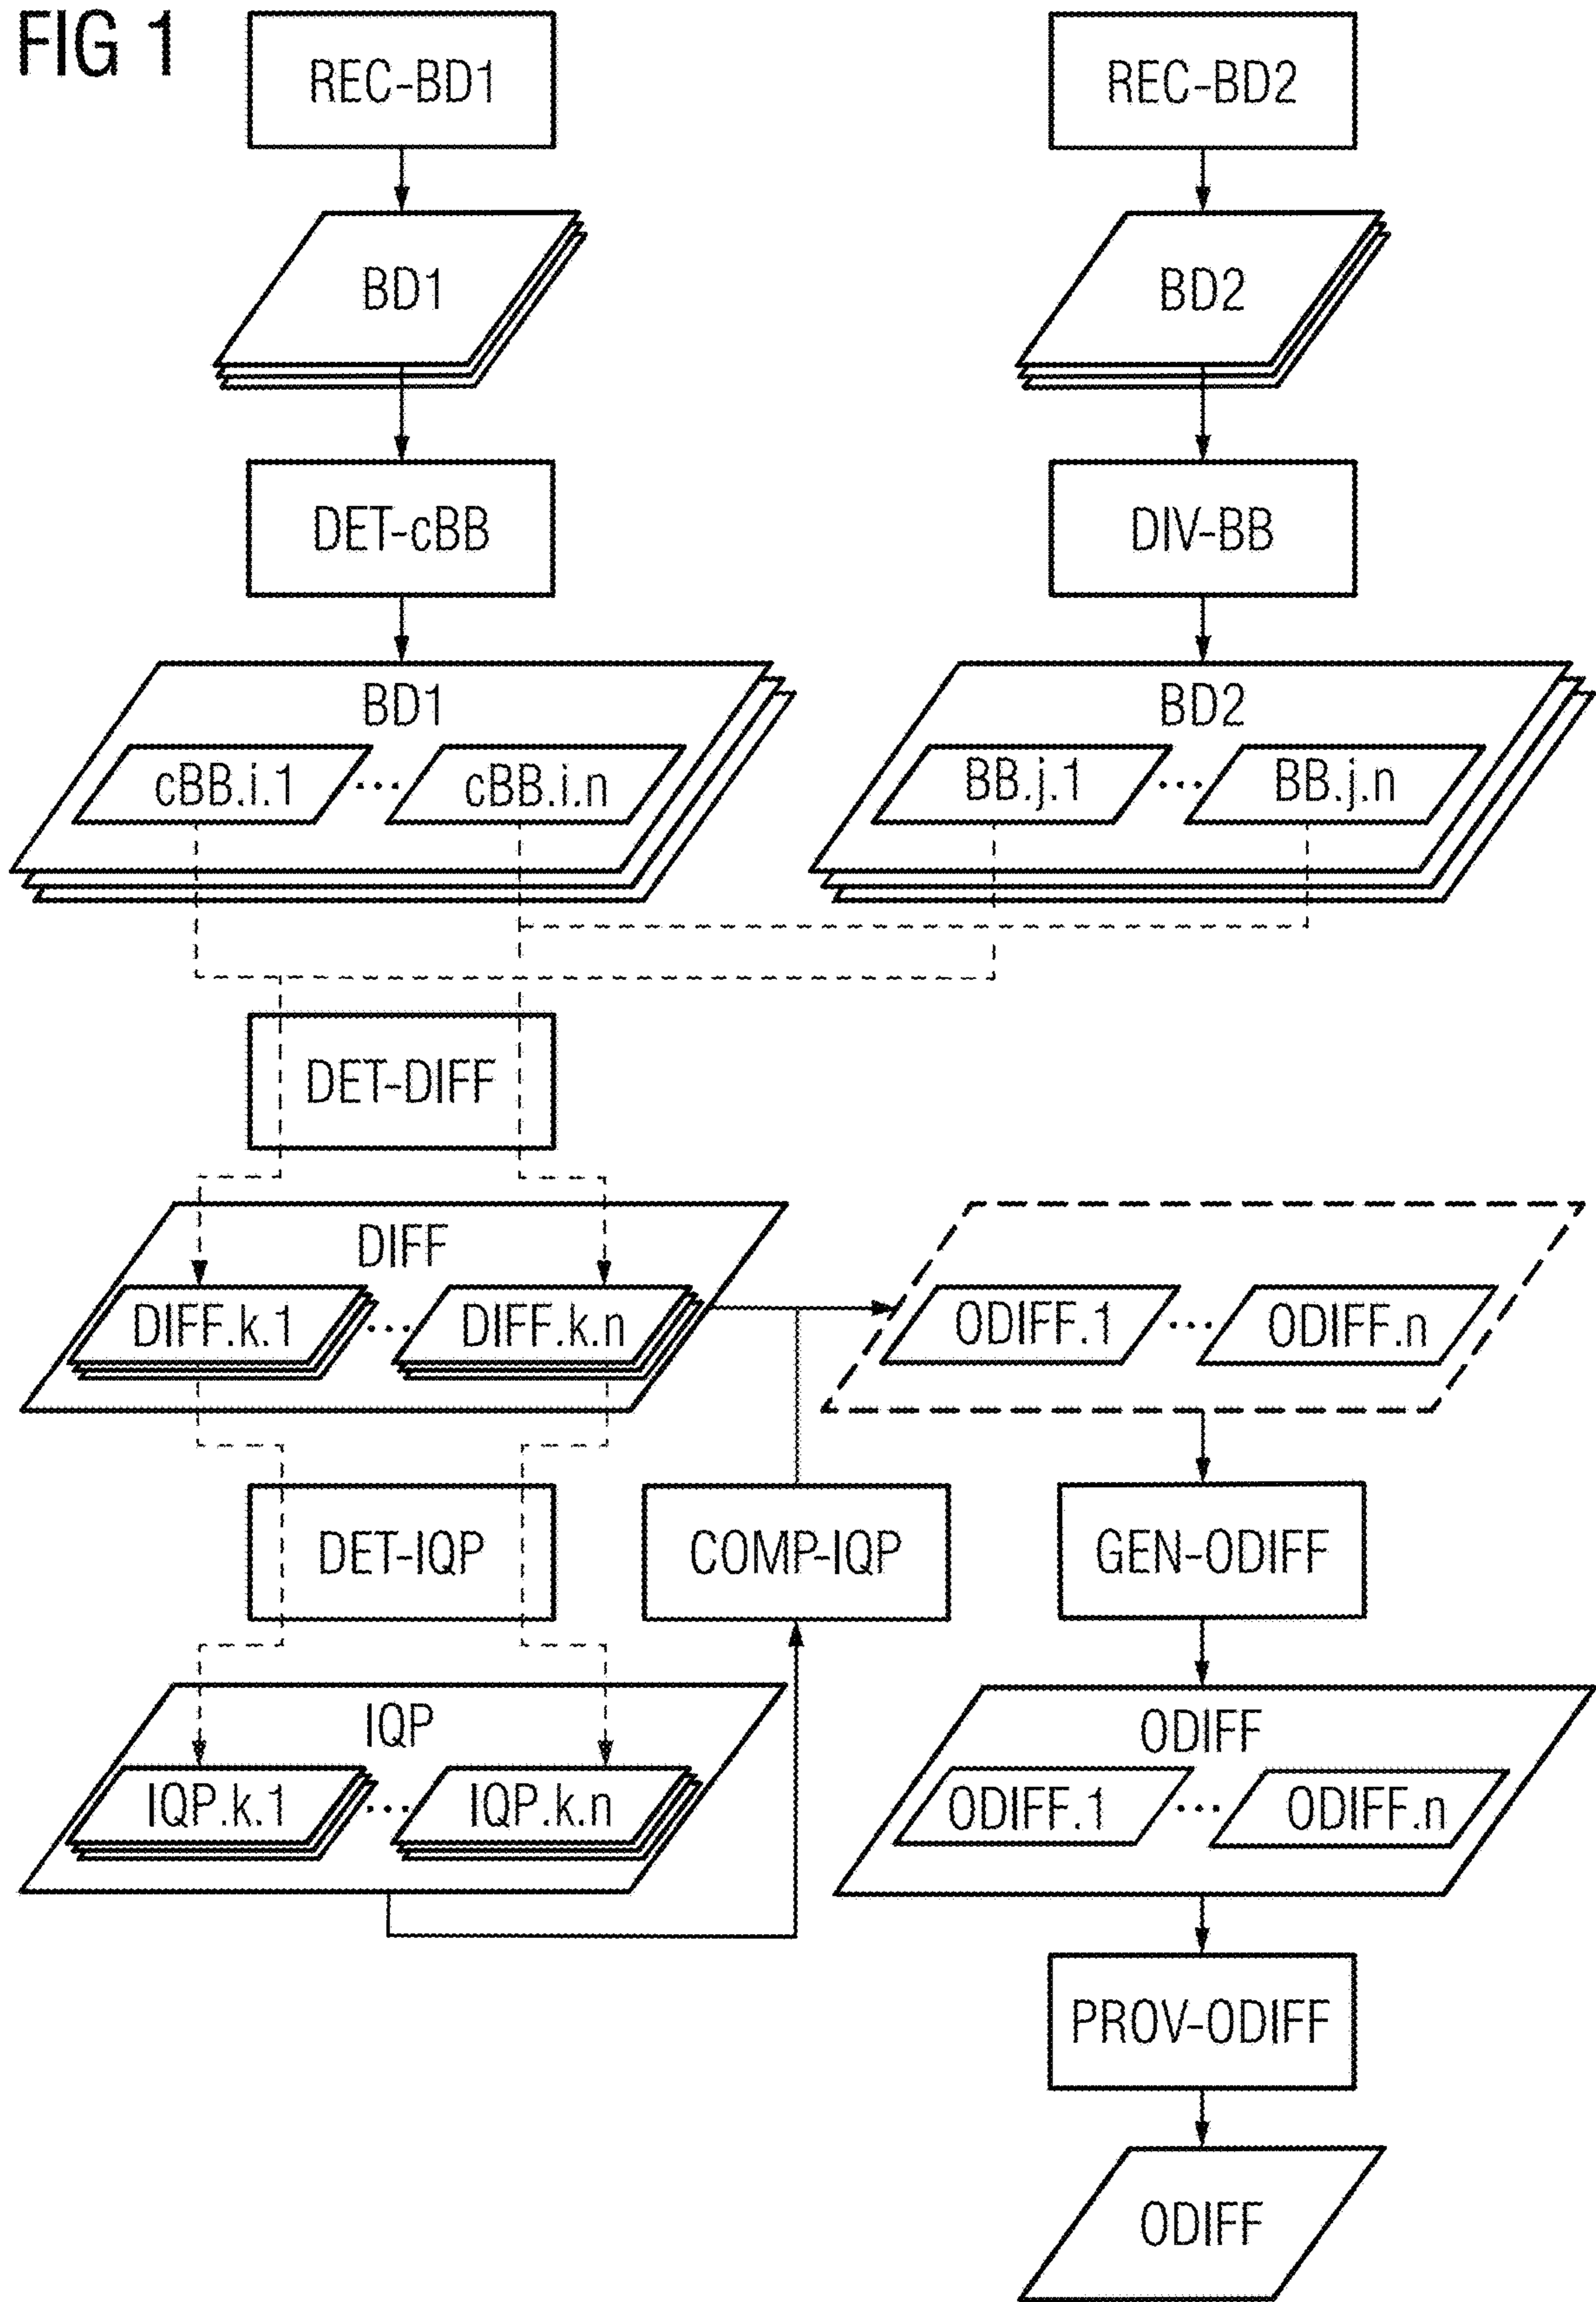 FIG 1
REC-BD1
REC-BD2
BD1
BD2
DET-cBB
DIV-BB
BD1
BD2
cBB.i.1 ... cBB.i.n
BB.j.1 ... BB.j.n
DET-DIFF
DIFF
DIFF.k.1 ... DIFF.k.n
ODIFF.1 ... ODIFF.n
DET-IQP
COMP-IQP
GEN-ODIFF
IQP
ODIFF
IQP.k.1 ... IQP.k.n
ODIFF.1 ... ODIFF.n
PROV-ODIFF
ODIFF